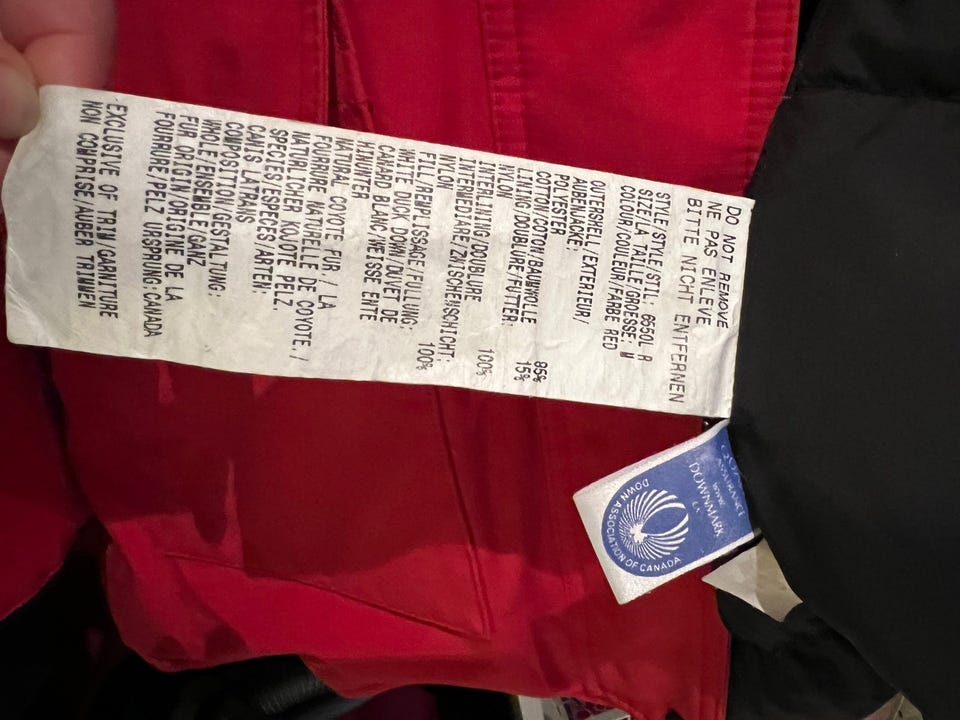 DO NOT REMOVE
NE PAS ENLEVE
BITTE NICHT ENTFERNEN
STYLE/STYLE/STIL: 6550L R
SIZE/LA TAILLE/GROESSE: M
COLOUR/COULEUR/FARBE RED
OUTERSHELL/EXTERIEUR/
AUBENJACKE:
POLYESTER 85%
COTTON/COTON/BAUMWOLLE 15%
LINING/DOUBLURE/FUTTER:
NYLON 100%
INTERLINING/DOUBLURE
INTERMEDIARE/ZWISCHENSCHICHT:
NYLON 100%
FILL/REMPLISSAGE/FULLUNG:
WHITE DUCK DOWN/DUVET DE
CANARD BLANC/WEISSE ENTE
HXWUNTER
NATURAL COYOTE FUR / LA
FOURRURE NATURELLE DE COYOTE./
NATURLICHER KOJOTE PELZ.
SPECIES/ESPECES/ARTEN:
CANIS LATRANS
COMPOSITION/GESTALTUNG:
WHOLE/ENSEMBLE/GANZ
FUR ORIGIN/ORIGINE DE LA
FOURRURE/PELZ URSPRUNG:CANADA
EXCLUSIVE OF TRIM/GARNITURE
NON COMPRISE/AUBER TRIMMEN
ASSURANCE
www.
DOWNMARK
.CA
DOWN ASSOCIATION OF CANADA